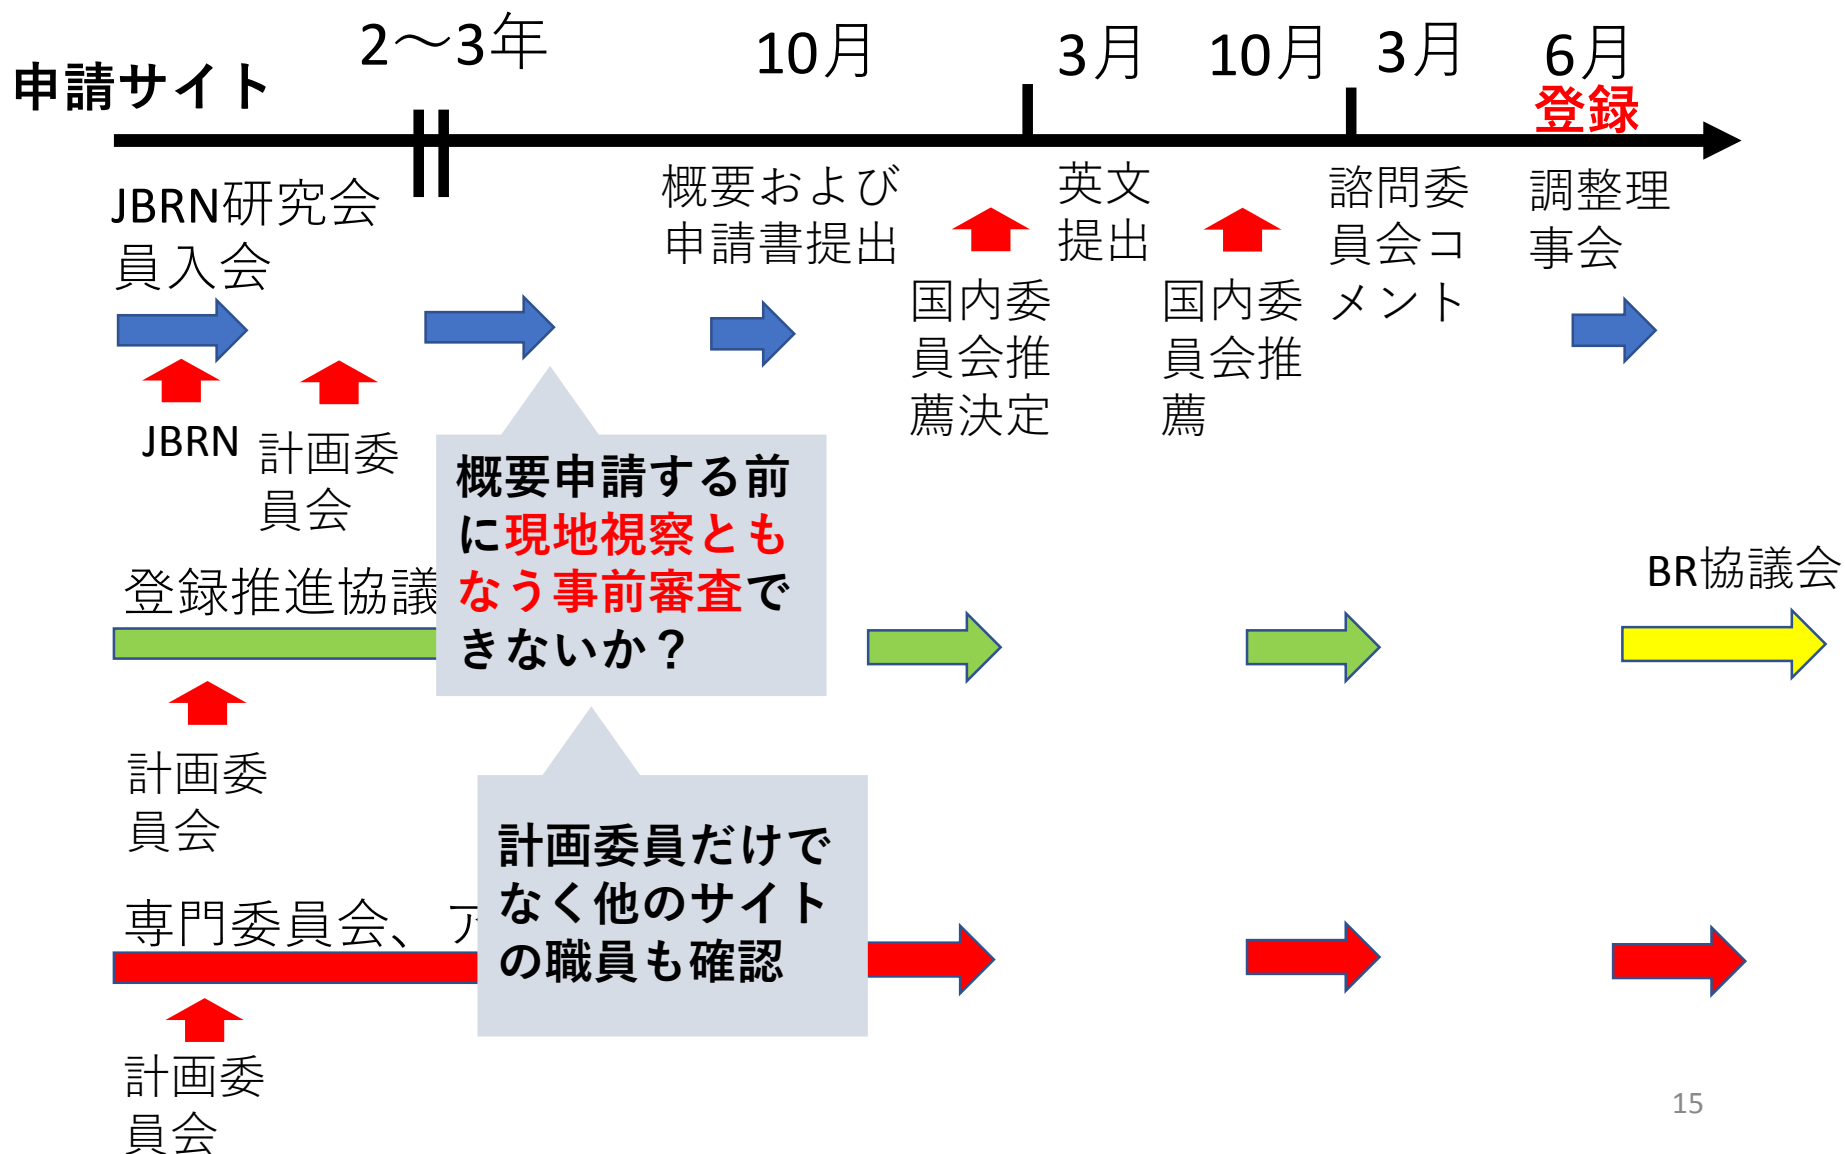 2～3年
10月
3月
10月
3月
6月
申請サイト
登録
JBRN研究会
員入会
概要および
申請書提出
英文
提出
諮問委
員会コ
メント
調整理
事会
国内委
員会推
薦決定
国内委
員会推
薦
JBRN
計画委
員会
概要申請する前
に現地視察とも
なう事前審査で
きないか？
登録推進協議
BR協議会
計画委
員会
計画委員だけで
なく他のサイト
の職員も確認
専門委員会、
計画委
員会
15